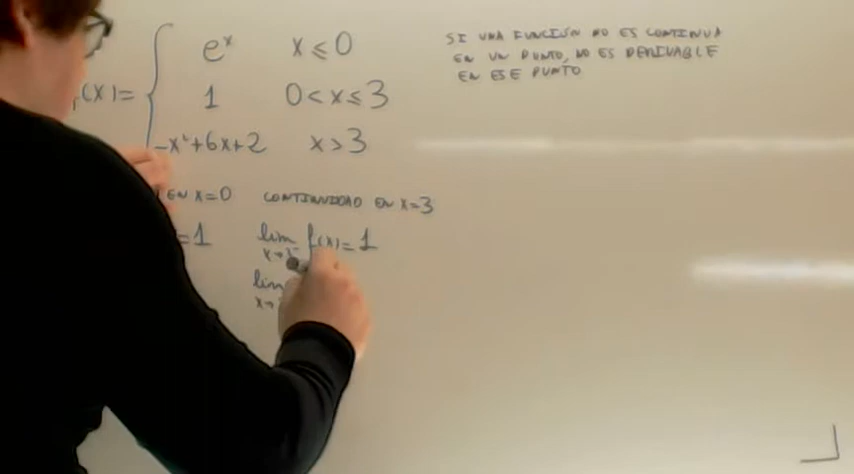 (x) = { e^x x ≤ 0
1 0 < x ≤ 3
-x²+6x+2 x > 3
SI UNA FUNCIÓN NO ES CONTINUA
EN UN PUNTO, NO ES DERIVABLE
EN ESE PUNTO
EN x=0 CONTINUIDAD EN x=3
=1 lim f(x) = 1
x→3⁻
lim
x→